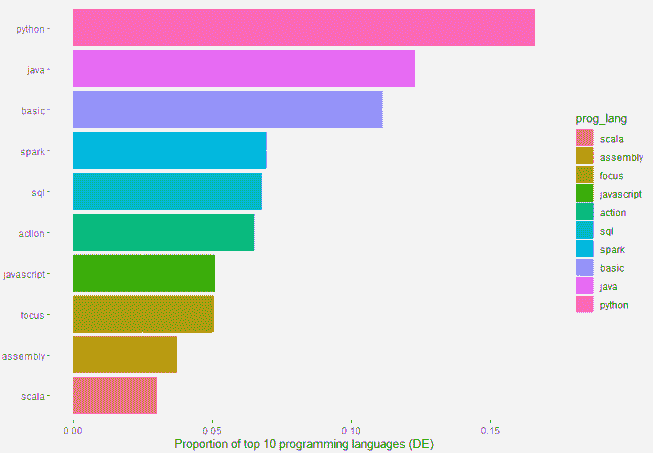 python
java
basic
spark
sql
action
javascript
focus
assembly
scala
0.00 0.05 0.10 0.15
Proportion of top 10 programming languages (DE)
prog_lang
scala
assembly
focus
javascript
action
sql
spark
basic
java
python